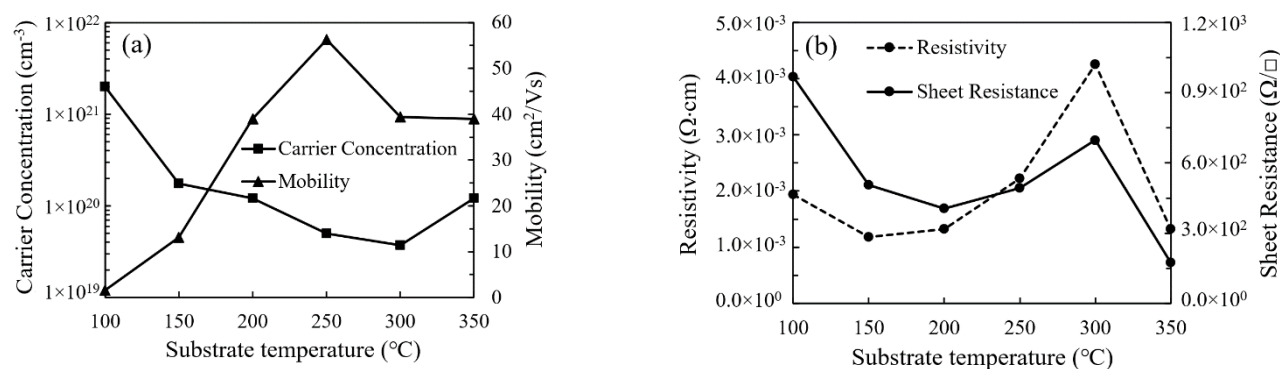 (a)
Carrier Concentration (cm⁻³)
1×10²²
1×10²¹
1×10²⁰
1×10¹⁹
60
50
40
30
20
10
0
Mobility (cm²/Vs)
Carrier Concentration
Mobility
100 150 200 250 300 350
Substrate temperature (℃)
(b)
Resistivity (Ω·cm)
5.0×10⁻³
4.0×10⁻³
3.0×10⁻³
2.0×10⁻³
1.0×10⁻³
0.0×10⁰
1.2×10³
0.9×10²
6.0×10²
3.0×10²
0.0×10⁰
Sheet Resistance (Ω/□)
Resistivity
Sheet Resistance
100 150 200 250 300 350
Substrate temperature (℃)